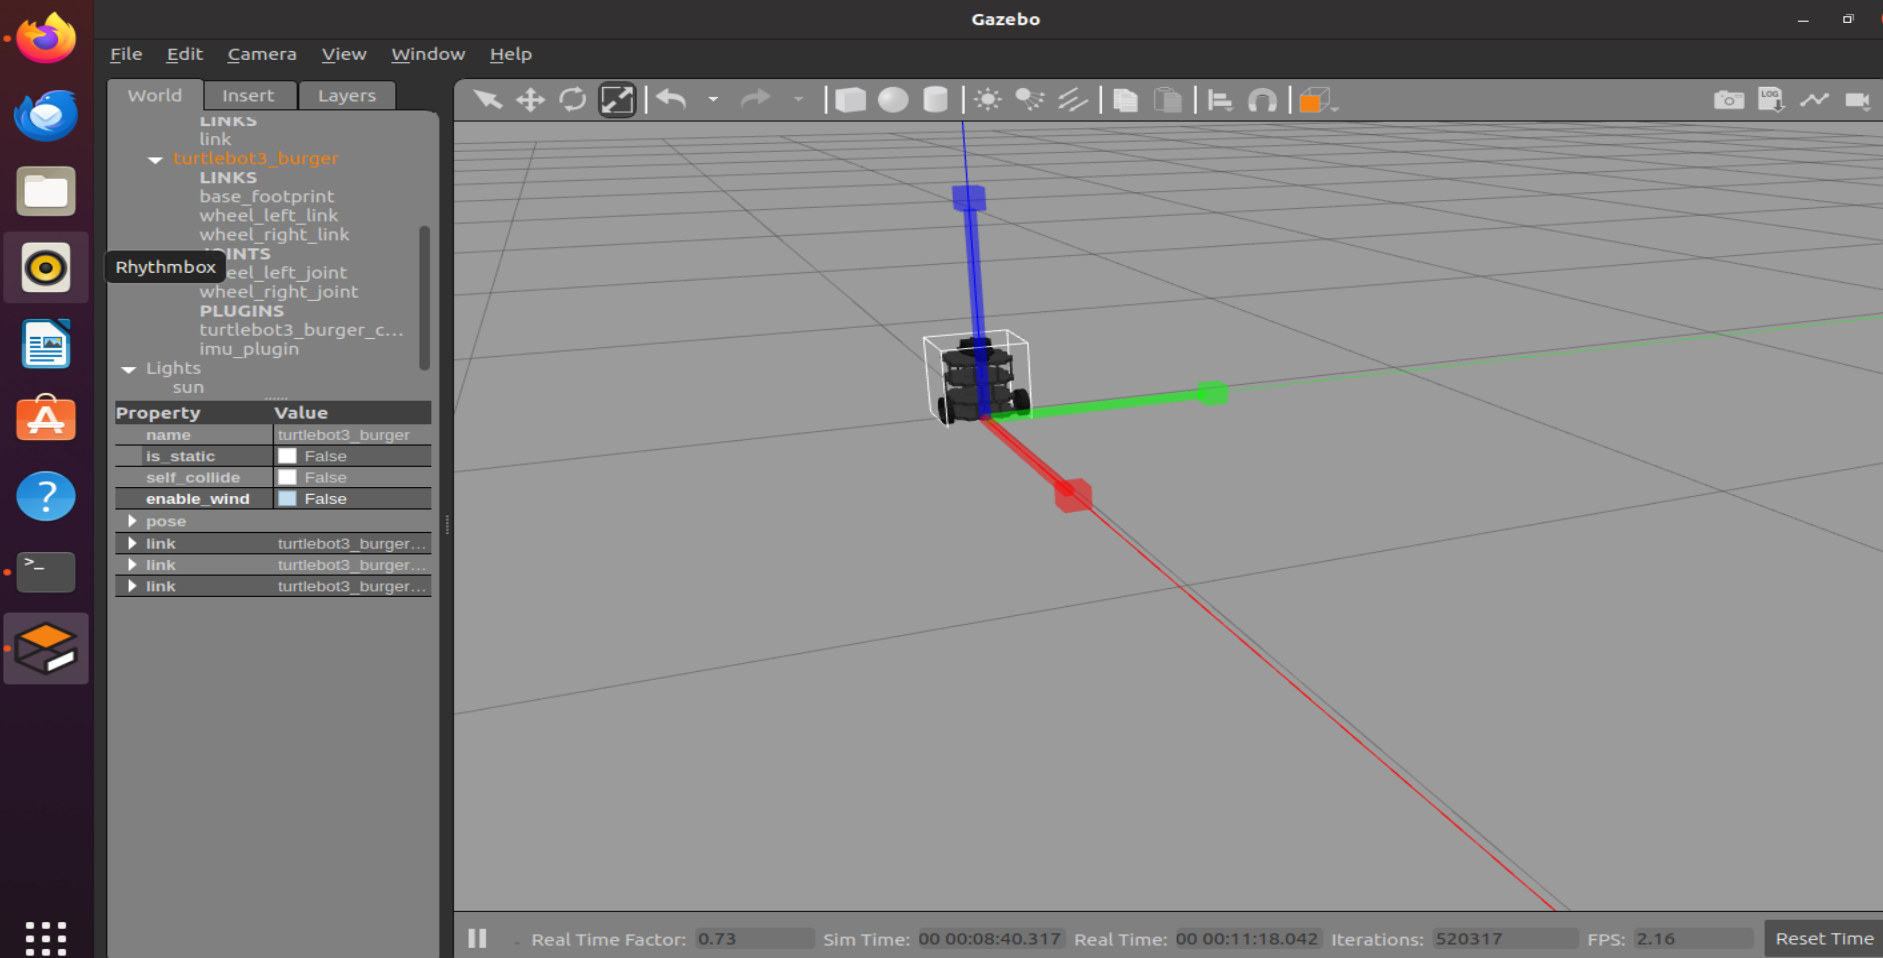 Gazebo
File Edit Camera View Window Help
World Insert Layers
LINKS
link
turtlebot3_burger
LINKS
base_footprint
wheel_left_link
wheel_right_link
JOINTS
Rhythmbox
eel_left_joint
wheel_right_joint
PLUGINS
turtlebot3_burger_c...
imu_plugin
Lights
sun
Property Value
name turtlebot3_burger
is_static False
self_collide False
enable_wind False
pose
link turtlebot3_burger...
link turtlebot3_burger...
link turtlebot3_burger...
LOG
>_
?
Real Time Factor: 0.73 Sim Time: 00 00:08:40.317 Real Time: 00 00:11:18.042 Iterations: 520317 FPS: 2.16 Reset Time